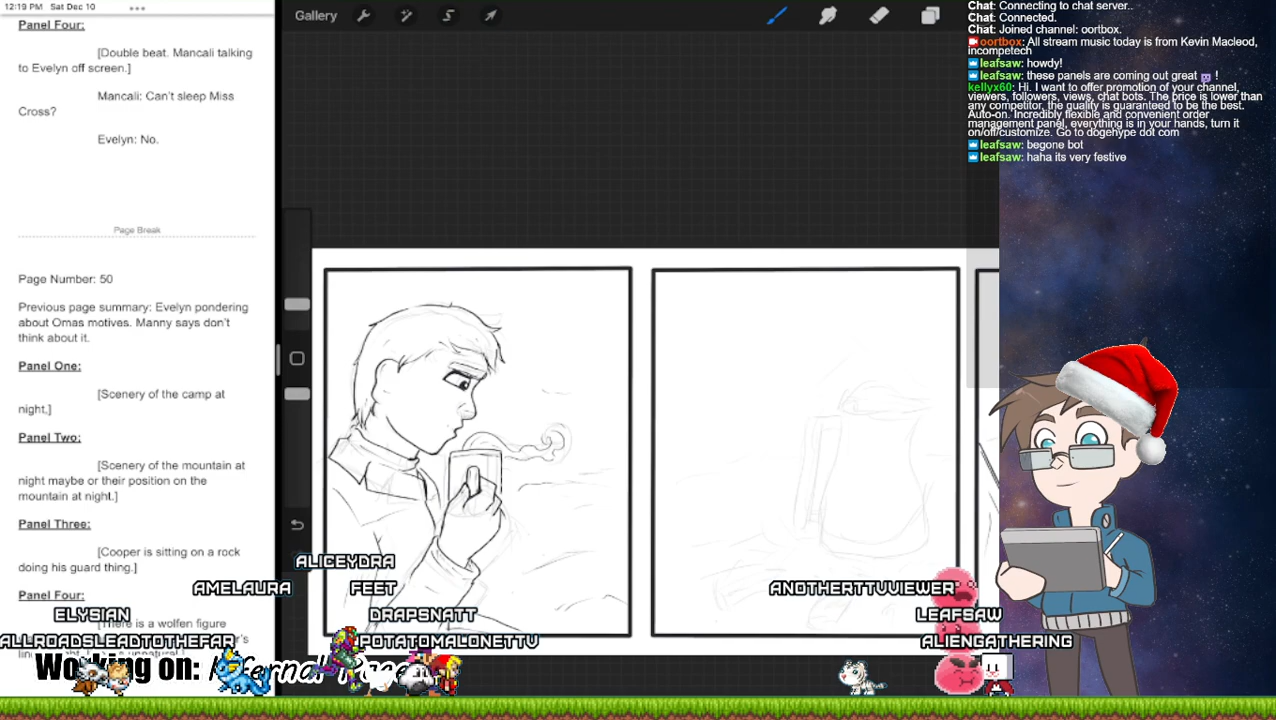 12:19 PM Sat Dec 10
Panel Four:
[Double beat. Mancali talking
to Evelyn off screen.]
Mancali: Can't sleep Miss
Cross?
Evelyn: No.
Page Break
Page Number: 50
Previous page summary: Evelyn pondering
about Omas motives. Manny says don't
think about it.
Panel One:
[Scenery of the camp at
night,]
Panel Two:
[Scenery of the mountain at
night maybe or their position on the
mountain at night.]
Panel Three:
[Cooper is sitting on a rock
doing his guard thing.]
Panel Four:
[There is a wolfen figure
Gallery
Chat: Connecting to chat server..
Chat: Connected.
Chat: Joined channel: oortbox.
oortbox: All stream music today is from Kevin Macleod,
incompetech
leafsaw: howdy!
leafsaw: these panels are coming out great !
kellyx60: Hi. I want to offer promotion of your channel,
viewers, followers, views, chat bots. The price is lower than
any competitor, the quality is guaranteed to be the best.
Auto-on. Incredibly flexible and convenient order
management panel, everything is in your hands, turn it
on/off/customize. Go to dogehype dot com
leafsaw: begone bot
leafsaw: haha its very festive
ALICEYDRA
AMELAURA
FEET
ANOTHERTTVVIEWER
ELYSIAN
DRAPSNATT
LEAFSAW
ALLROADSLEADTOTHEFAR
POTATOMALONETTV
ALIENGATHERING
Working on: